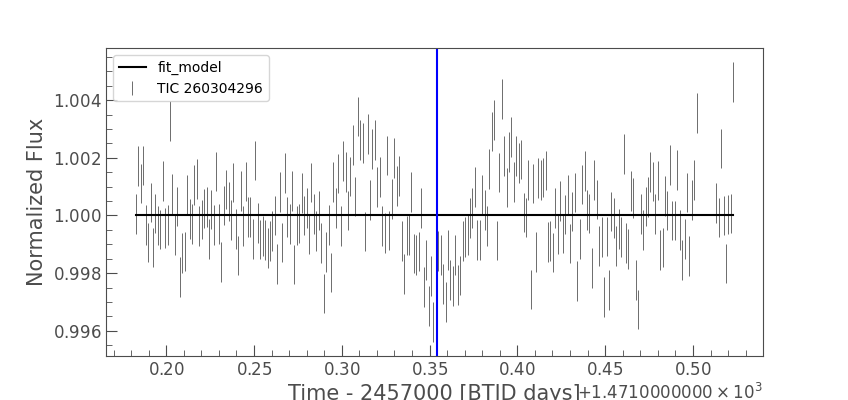 fit_model
TIC 260304296
Normalized Flux
1.004
1.002
1.000
0.998
0.996
0.20 0.25 0.30 0.35 0.40 0.45 0.50
Time - 2457000 [BTJD days]
+1.4710000000 × 10³